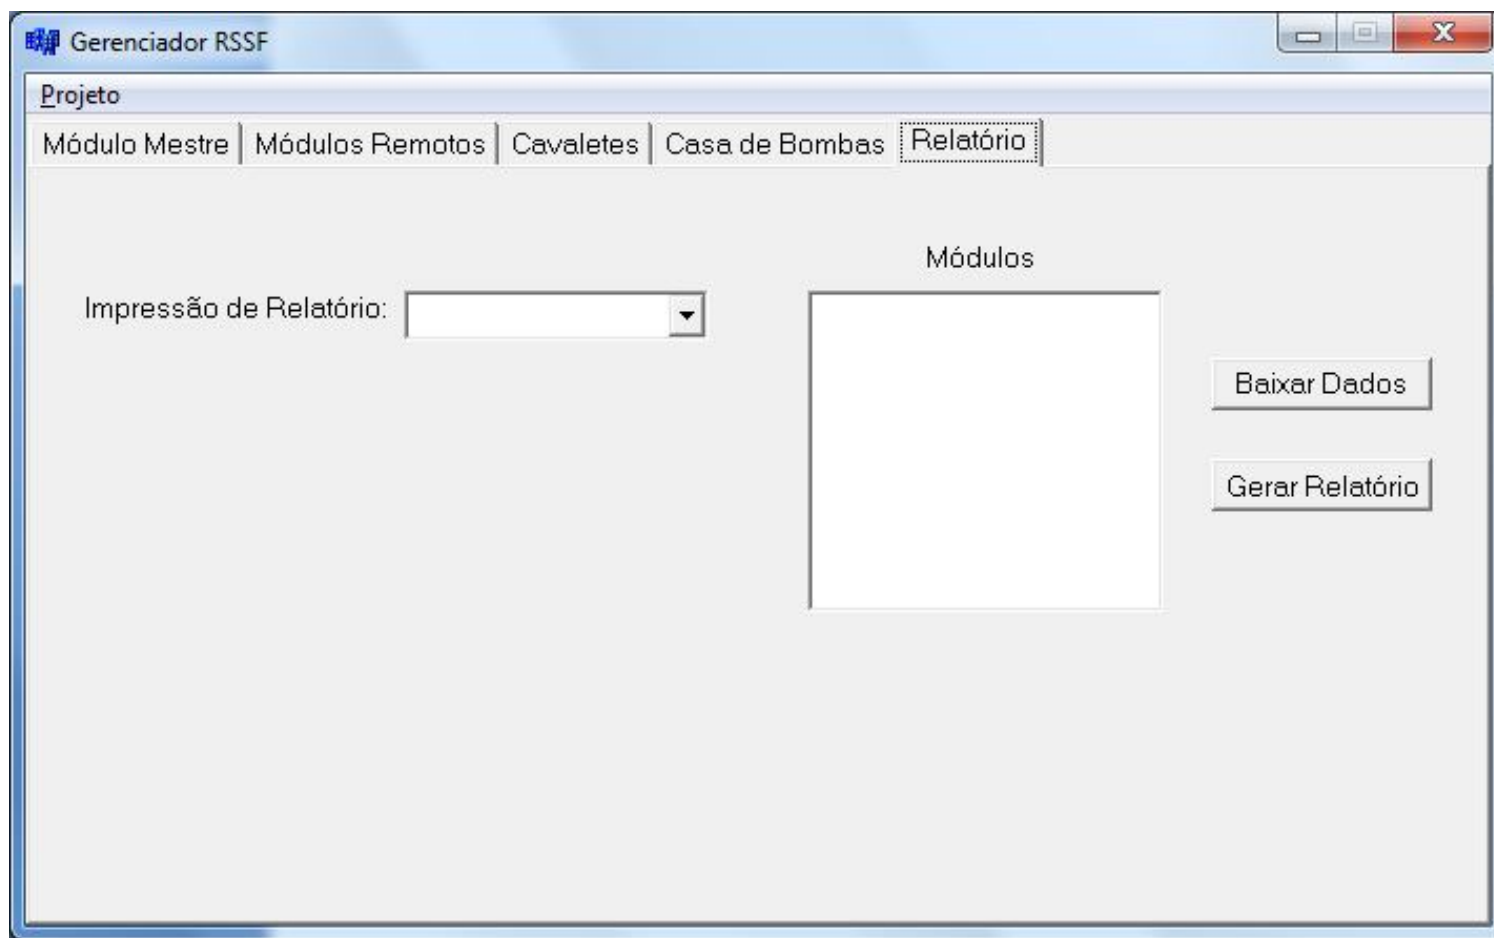 Gerenciador RSSF
Projeto
Módulo Mestre Módulos Remotos Cavaletes Casa de Bombas Relatório
Módulos
Impressão de Relatório:
Baixar Dados
Gerar Relatório